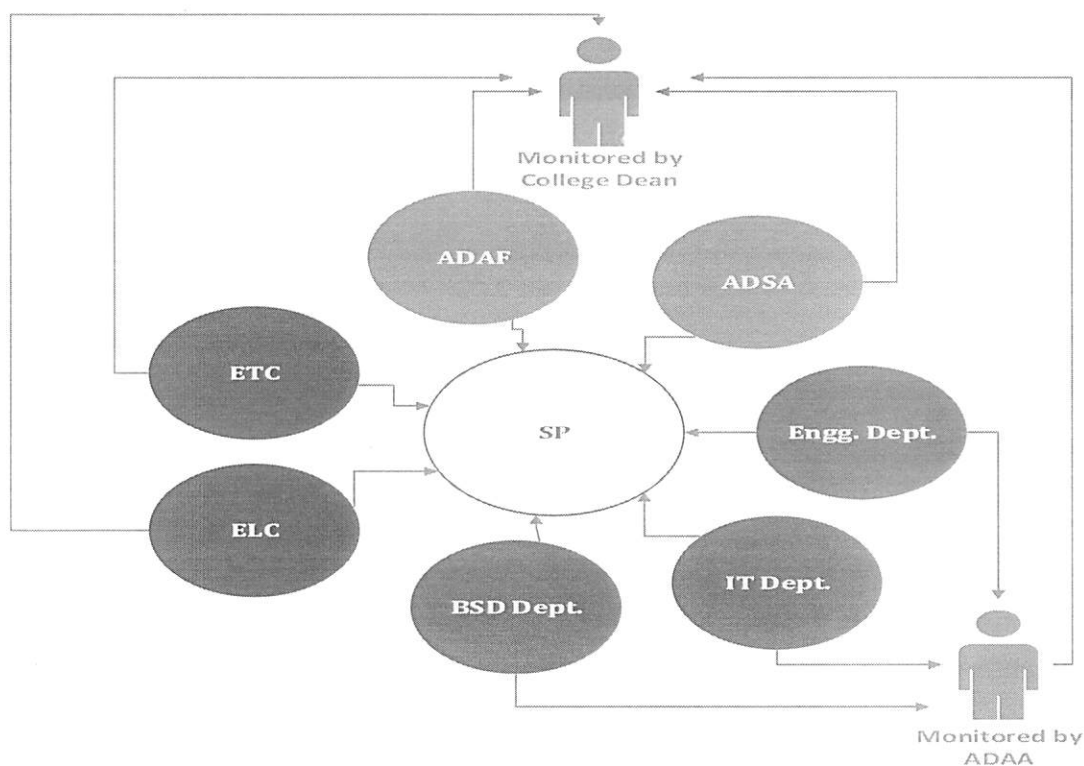 Monitored by
College Dean
ADAF
ADSA
ETC
SP
Engg. Dept.
ELC
IT Dept.
BSD Dept.
Monitored by
ADAA